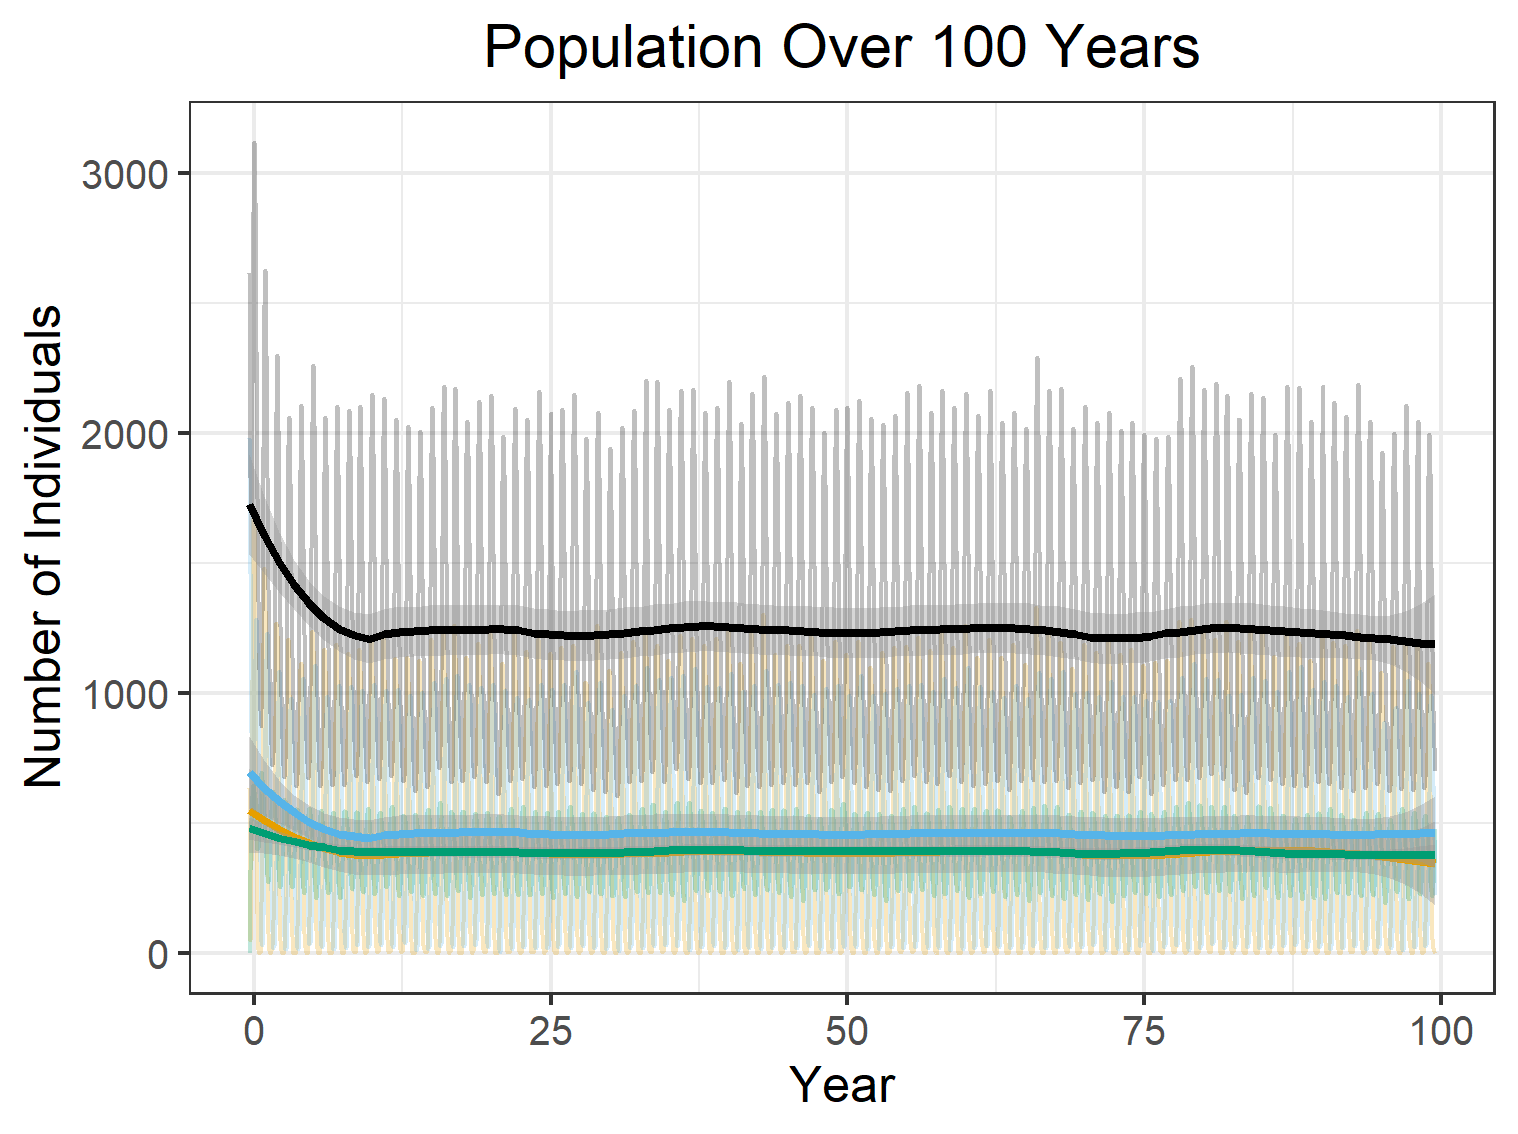 Population Over 100 Years
Number of Individuals
3000
2000
1000
0
0 25 50 75 100
Year